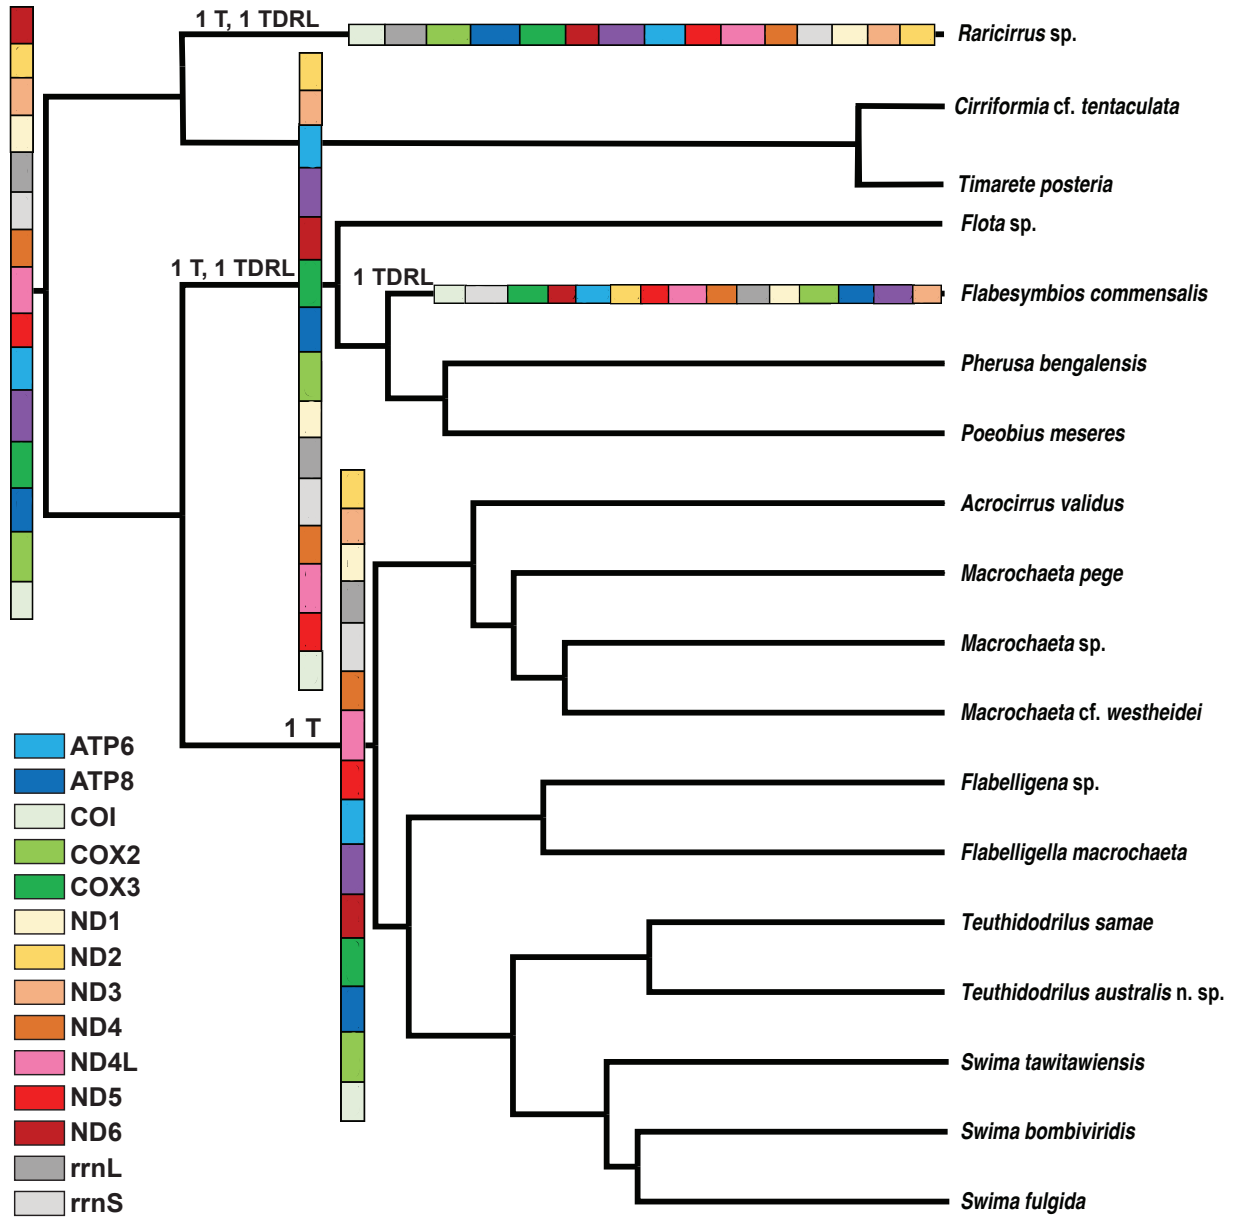 1 T, 1 TDRL
Raricirrus sp.
Cirriformia cf. tentaculata
Timarete posteria
Flota sp.
1 T, 1 TDRL
1 TDRL
Flabesymbios commensalis
Pherusa bengalensis
Poeobius meseres
Acrocirrus validus
Macrochaeta pege
Macrochaeta sp.
Macrochaeta cf. westheidei
1 T
Flabelligena sp.
Flabelligella macrochaeta
Teuthidodrilus samae
Teuthidodrilus australis n. sp.
Swima tawitawiensis
Swima bombiviridis
Swima fulgida
ATP6
ATP8
COI
COX2
COX3
ND1
ND2
ND3
ND4
ND4L
ND5
ND6
rrnL
rrnS